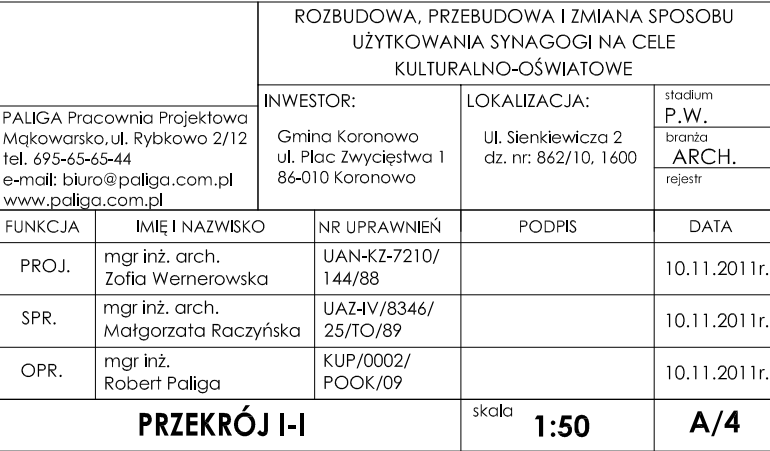 ROZBUDOWA, PRZEBUDOWA I ZMIANA SPOSOBU
UŻYTKOWANIA SYNAGOGI NA CELE
KULTURALNO-OŚWIATOWE
PALIGA Pracownia Projektowa
Mąkowarsko, ul. Rybkowo 2/12
tel. 695-65-65-44
e-mail: biuro@paliga.com.pl
www.paliga.com.pl
INWESTOR:
Gmina Koronowo
ul. Plac Zwycięstwa 1
86-010 Koronowo
LOKALIZACJA:
Ul. Sienkiewicza 2
dz. nr: 862/10, 1600
stadium
P.W.
branża
ARCH.
rejestr
FUNKCJA IMIĘ I NAZWISKO NR UPRAWNIEŃ PODPIS DATA
PROJ.
mgr inż. arch.
Zofia Wernerowska
UAN-KZ-7210/
144/88
10.11.2011r.
SPR.
mgr inż. arch.
Małgorzata Raczyńska
UAZ-IV/8346/
25/TO/89
10.11.2011r.
OPR.
mgr inż.
Robert Paliga
KUP/0002/
POOK/09
10.11.2011r.
PRZEKRÓJ I-I
skala
1:50
A/4